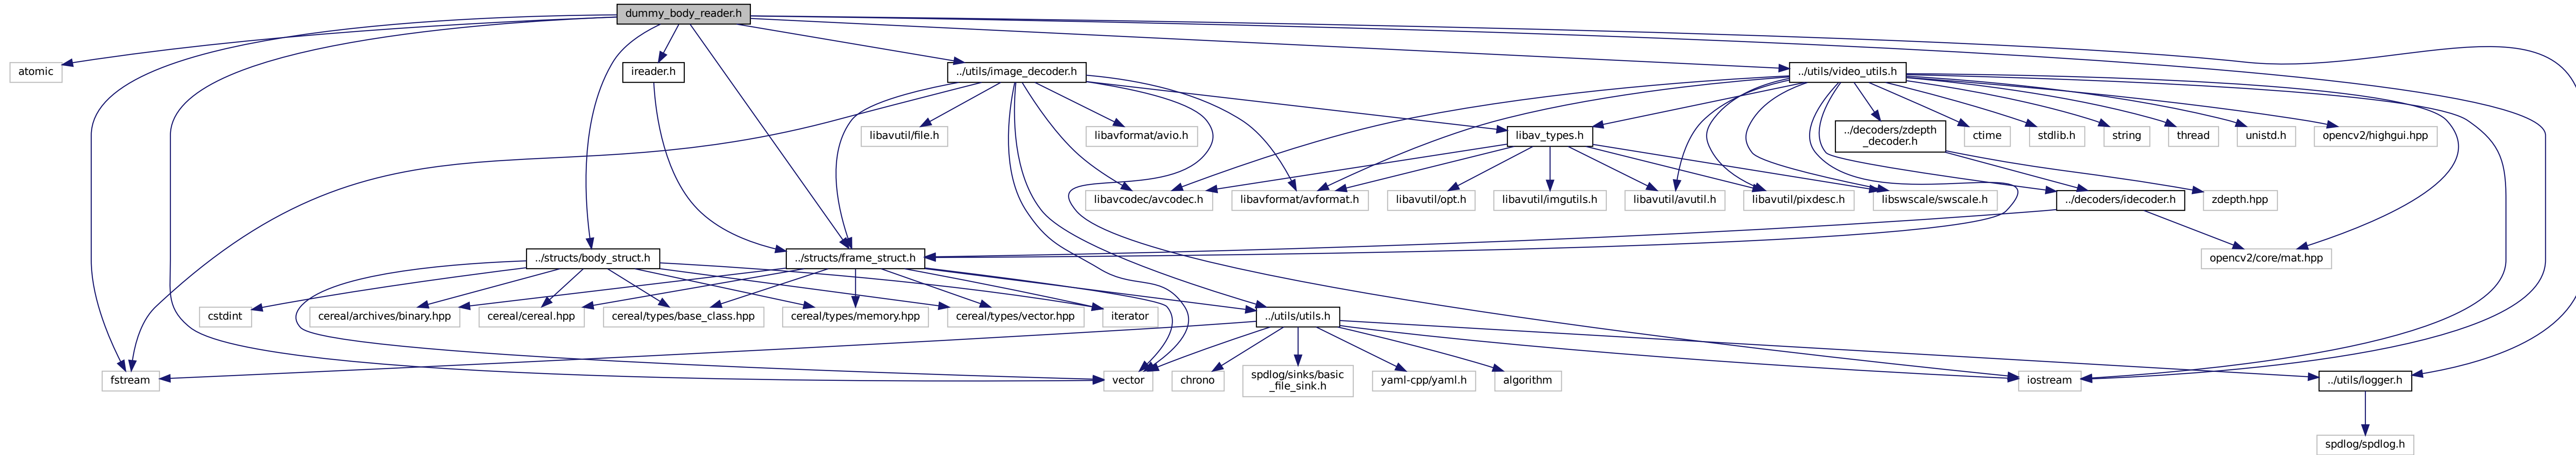 dummy_body_reader.h
atomic
ireader.h
../utils/image_decoder.h
../utils/video_utils.h
libavutil/file.h
libavformat/avio.h
libav_types.h
../decoders/zdepth
_decoder.h
ctime
stdlib.h
string
thread
unistd.h
opencv2/highgui.hpp
libavcodec/avcodec.h
libavformat/avformat.h
libavutil/opt.h
libavutil/imgutils.h
libavutil/avutil.h
libavutil/pixdesc.h
libswscale/swscale.h
../decoders/idecoder.h
zdepth.hpp
../structs/body_struct.h
../structs/frame_struct.h
opencv2/core/mat.hpp
cstdint
cereal/archives/binary.hpp
cereal/cereal.hpp
cereal/types/base_class.hpp
cereal/types/memory.hpp
cereal/types/vector.hpp
iterator
../utils/utils.h
fstream
vector
chrono
spdlog/sinks/basic
_file_sink.h
yaml-cpp/yaml.h
algorithm
iostream
../utils/logger.h
spdlog/spdlog.h